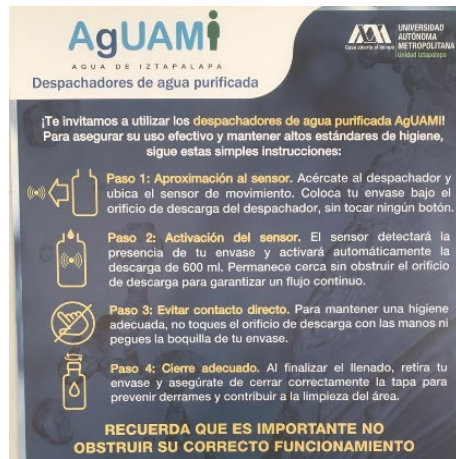 AgUAMi
AGUA DE IZTAPALAPA
Despachadores de agua purificada
Casa abierta al tiempo
UNIVERSIDAD
AUTÓNOMA
METROPOLITANA
Unidad Iztapalapa
¡Te invitamos a utilizar los despachadores de agua purificada AgUAMI!
Para asegurar su uso efectivo y mantener altos estándares de higiene,
sigue estas simples instrucciones:
Paso 1: Aproximación al sensor. Acércate al despachador y
ubica el sensor de movimiento. Coloca tu envase bajo el
orificio de descarga del despachador, sin tocar ningún botón.
Paso 2: Activación del sensor. El sensor detectará la
presencia de tu envase y activará automáticamente la
descarga de 600 ml. Permanece cerca sin obstruir el orificio
de descarga para garantizar un flujo continuo.
Paso 3: Evitar contacto directo. Para mantener una higiene
adecuada, no toques el orificio de descarga con las manos ni
pegues la boquilla de tu envase.
Paso 4: Cierre adecuado. Al finalizar el llenado, retira tu
envase y asegúrate de cerrar correctamente la tapa para
prevenir derrames y contribuir a la limpieza del área.
RECUERDA QUE ES IMPORTANTE NO
OBSTRUIR SU CORRECTO FUNCIONAMIENTO